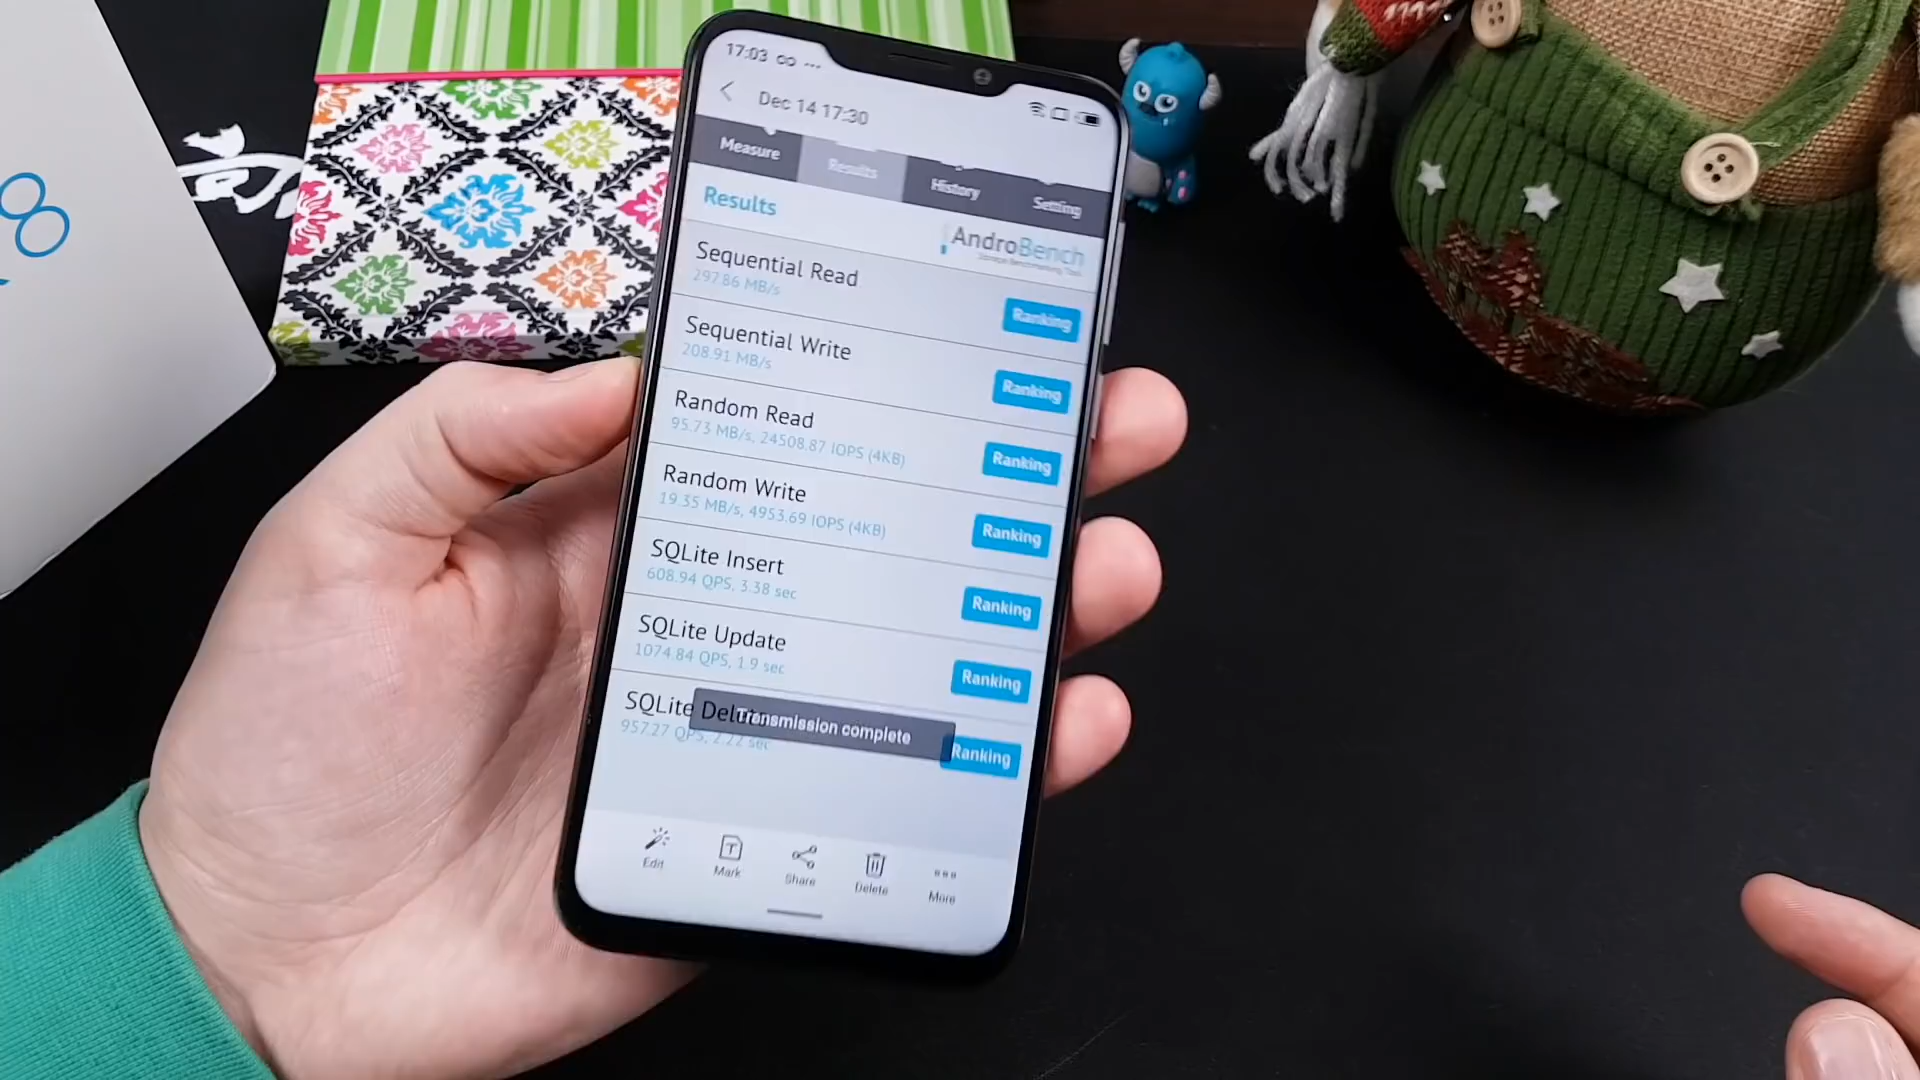 17:03
Dec 14 17:30
Measure
Results
History
Setting
Results
AndroBench
Storage Benchmarking Tool
Sequential Read
297.86 MB/s
Ranking
Sequential Write
208.91 MB/s
Ranking
Random Read
95.73 MB/s, 24508.87 IOPS (4KB)
Ranking
Random Write
19.35 MB/s, 4953.69 IOPS (4KB)
Ranking
SQLite Insert
608.94 QPS, 3.38 sec
Ranking
SQLite Update
1074.84 QPS, 1.9 sec
Ranking
SQLite Delete
957.27 QPS, 2.22 sec
Ranking
Transmission complete
Edit
Mark
Share
Delete
More
8